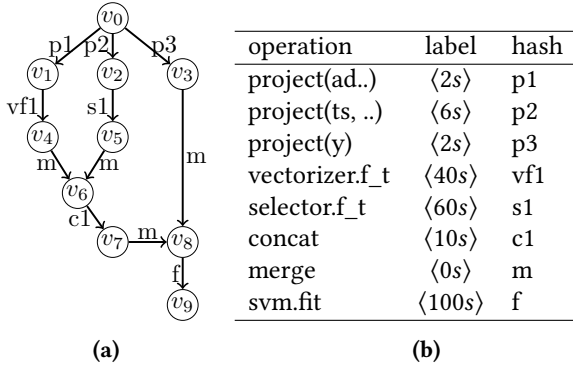 v0
p1 p2 p3
v1 v2 v3
vf1 s1
v4 v5
m m m
v6
c1
v7 m v8
f
v9
(a)
operation label hash
project(ad..) ⟨2s⟩ p1
project(ts, ..) ⟨6s⟩ p2
project(y) ⟨2s⟩ p3
vectorizer.f_t ⟨40s⟩ vf1
selector.f_t ⟨60s⟩ s1
concat ⟨10s⟩ c1
merge ⟨0s⟩ m
svm.fit ⟨100s⟩ f
(b)